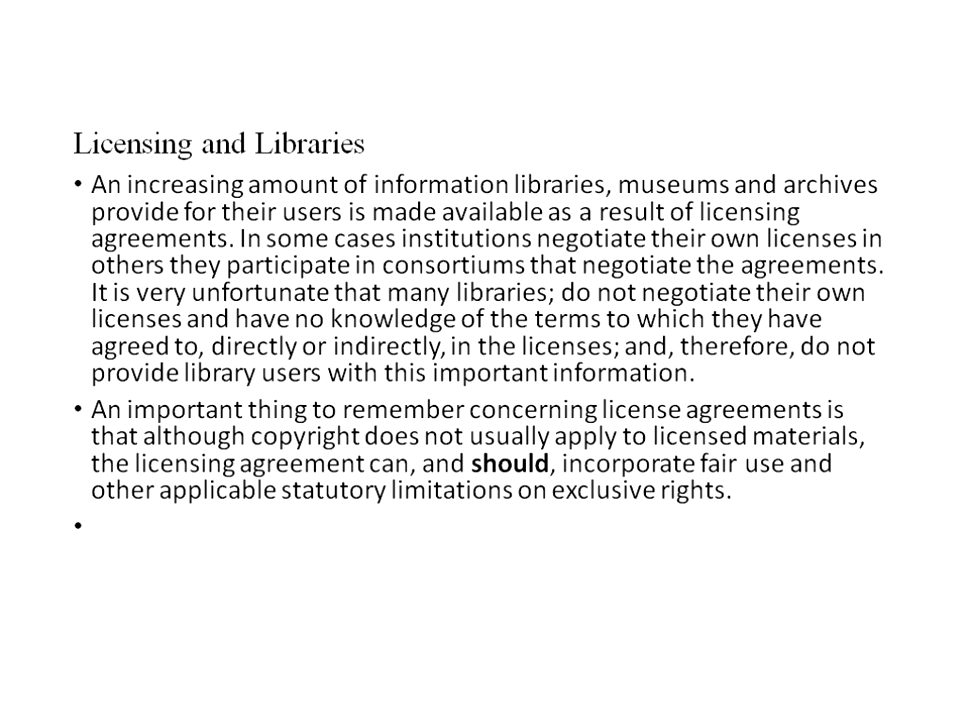 Licensing and Libraries
• An increasing amount of information libraries, museums and archives
provide for their users is made available as a result of licensing
agreements. In some cases institutions negotiate their own licenses in
others they participate in consortiums that negotiate the agreements.
It is very unfortunate that many libraries; do not negotiate their own
licenses and have no knowledge of the terms to which they have
agreed to, directly or indirectly, in the licenses; and, therefore, do not
provide library users with this important information.
• An important thing to remember concerning license agreements is
that although copyright does not usually apply to licensed materials,
the licensing agreement can, and should, incorporate fair use and
other applicable statutory limitations on exclusive rights.
•